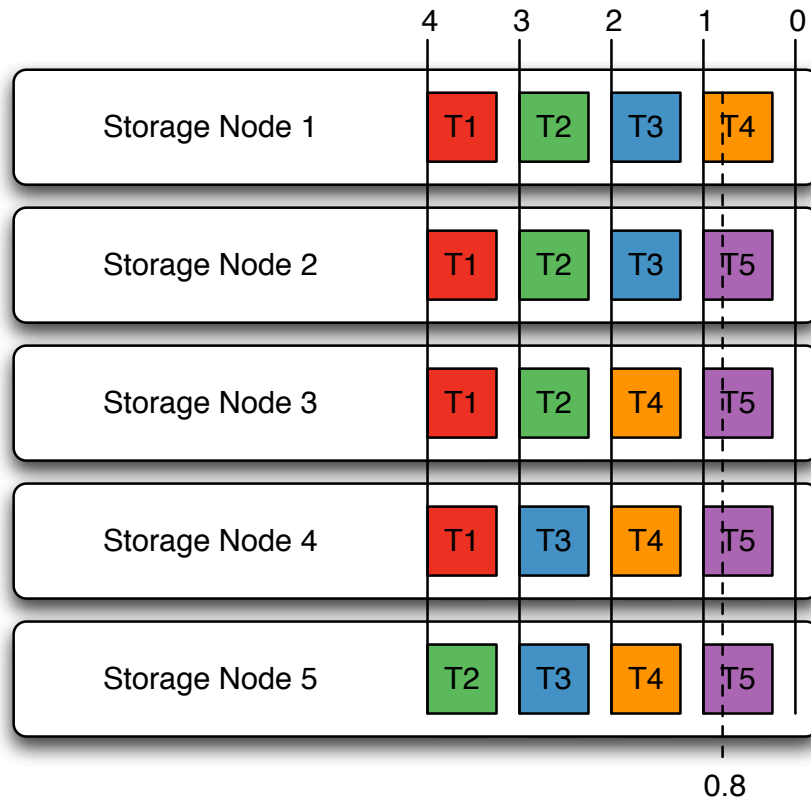 4 3 2 1 0
Storage Node 1 T1 T2 T3 T4
Storage Node 2 T1 T2 T3 T5
Storage Node 3 T1 T2 T4 T5
Storage Node 4 T1 T3 T4 T5
Storage Node 5 T2 T3 T4 T5
0.8